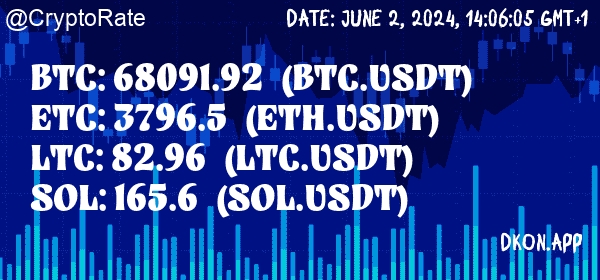 @CryptoRate
DATE: JUNE 2, 2024, 14:06:05 GMT+1
BTC: 68091.92 (BTC.USDT)
ETC: 3796.5 (ETH.USDT)
LTC: 82.96 (LTC.USDT)
SOL: 165.6 (SOL.USDT)
DKON.APP